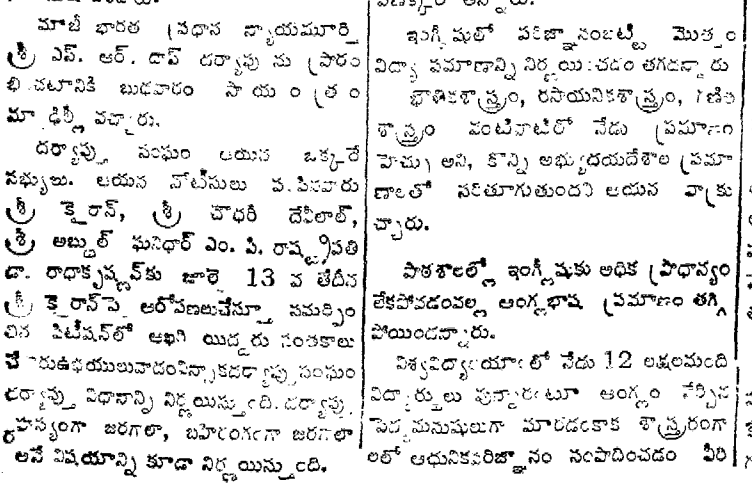 మాజీ భారత ప్రధాన న్యాయమూర్తి
శ్రీ ఎస్. ఆర్. దాస్ దర్యాప్తు ను ప్రారం
భించటానికి బుధవారం సాయంత్రం
మా ఢిల్లీ వచ్చారు.
దర్యాప్తు సంఘం ఆయన ఒక్కరే
సభ్యులు. ఆయన నోటీసులు పంపినవారు
శ్రీ కైరాన్, శ్రీ చౌధరీ దేవీలాల్,
శ్రీ అబ్దుల్ ఘనిధార్ ఎం. పి. రాష్ట్రపతి
డా. రాధాకృష్ణన్‌కు జూలై 13 వ తేదీన
శ్రీ కైరాన్‌పై ఆరోపణలుచేస్తూ సమర్పిం
చిన పిటీషన్‌లో ఆఖరి యిద్దరు సంతకాలు
చేశారుఉభయులువాదంవిన్నాకదర్యాప్తుసంఘం
దర్యాప్తు విధానాన్ని నిర్ణయిస్తుంది. దర్యాప్తు
రహస్యంగా జరగాలా, బహిరంగంగా జరగాలా
అనే విషయాన్ని కూడా నిర్ణయిస్తుంది.
ఇంగ్లీషులో పరిజ్ఞానంబట్టి మొత్తం
విద్యా ప్రమాణాన్ని నిర్ణయించడం తగదన్నారు
భౌతికశాస్త్రం, రసాయనికశాస్త్రం, గణిత
శాస్త్రం వంటివాటిలో నేడు ప్రమాణం
హెచ్చు అని, కొన్ని అభ్యుదయదేశాల ప్రమా
ణాలతో సరితూగుతుందని ఆయన వాక్రు
చ్చారు.
పాఠశాలల్లో ఇంగ్లీషుకు అధిక ప్రాధాన్యం
లేకపోవడంవల్ల ఆంగ్లభాష ప్రమాణం తగ్గి
పోయిందన్నారు.
విశ్వవిద్యాలయాలలో నేడు 12 లక్షలమంది
విద్యార్థులు వున్నారంటూ ఆంగ్లం నేర్చిన
పెద్దమనుషులుగా మారడంకాక శాస్త్రరంగా
లలో ఆధునికపరిజ్ఞానం సంపాదించడం వీరి